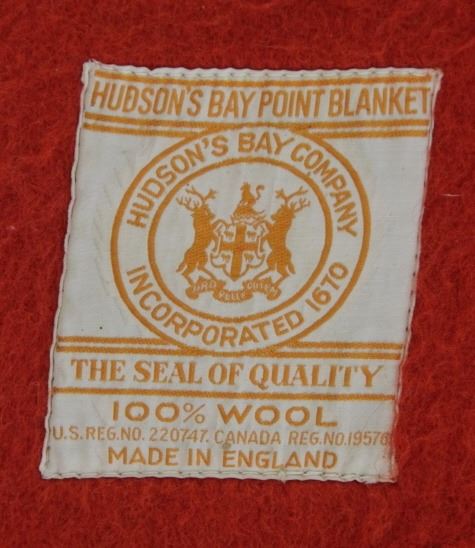 HUDSON'S BAY POINT BLANKET
HUDSON'S BAY COMPANY
INCORPORATED 1670
PRO PELLE CUTEM
THE SEAL OF QUALITY
100% WOOL
U.S. REG. NO. 220747. CANADA REG. NO. 19576
MADE IN ENGLAND